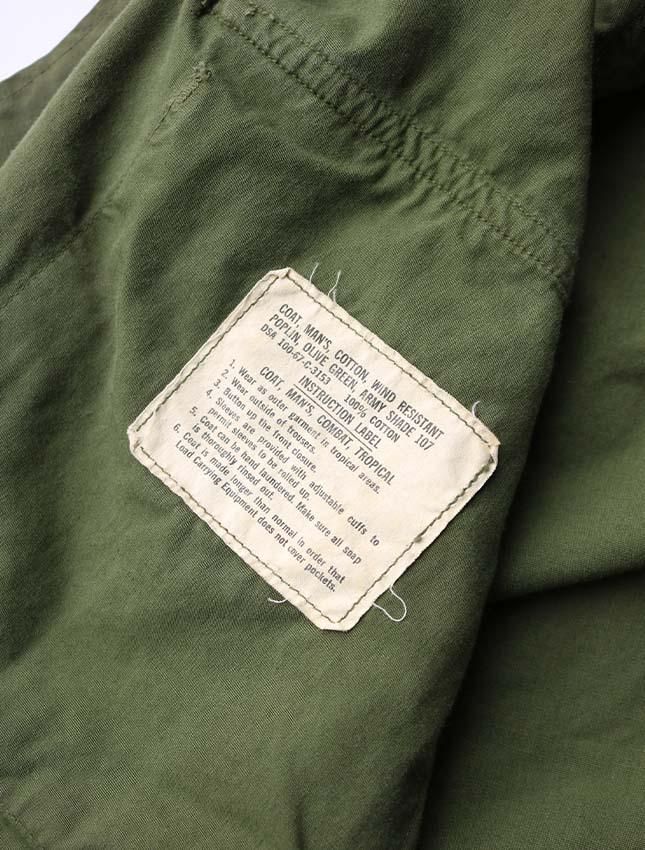 COAT, MAN'S, COTTON, WIND RESISTANT
POPLIN, OLIVE GREEN, ARMY SHADE 107
DSA 100-67-C-3153 100% COTTON
INSTRUCTION LABEL
COAT, MAN'S, COMBAT, TROPICAL
1. Wear as outer garment in tropical areas.
2. Wear outside of trousers.
3. Button up the front closure.
4. Sleeves are provided with adjustable cuffs to
permit sleeves to be rolled up.
5. Coat can be hand laundered. Make sure all soap
is thoroughly rinsed out.
6. Coat is made longer than normal in order that
Load Carrying Equipment does not cover pockets.